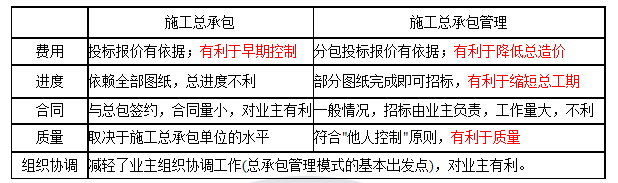 施工总承包 施工总承包管理
费用 投标报价有依据；有利于早期控制 分包投标报价有依据；有利于降低总造价
进度 依赖全部图纸，总进度不利 部分图纸完成即可招标，有利于缩短总工期
合同 与总包签约，合同量小，对业主有利 一般情况，招标由业主负责，工作量大，不利
质量 取决于施工总承包单位的水平 符合"他人控制"原则，有利于质量
组织协调 减轻了业主组织协调工作(总承包管理模式的基本出发点)，对业主有利。